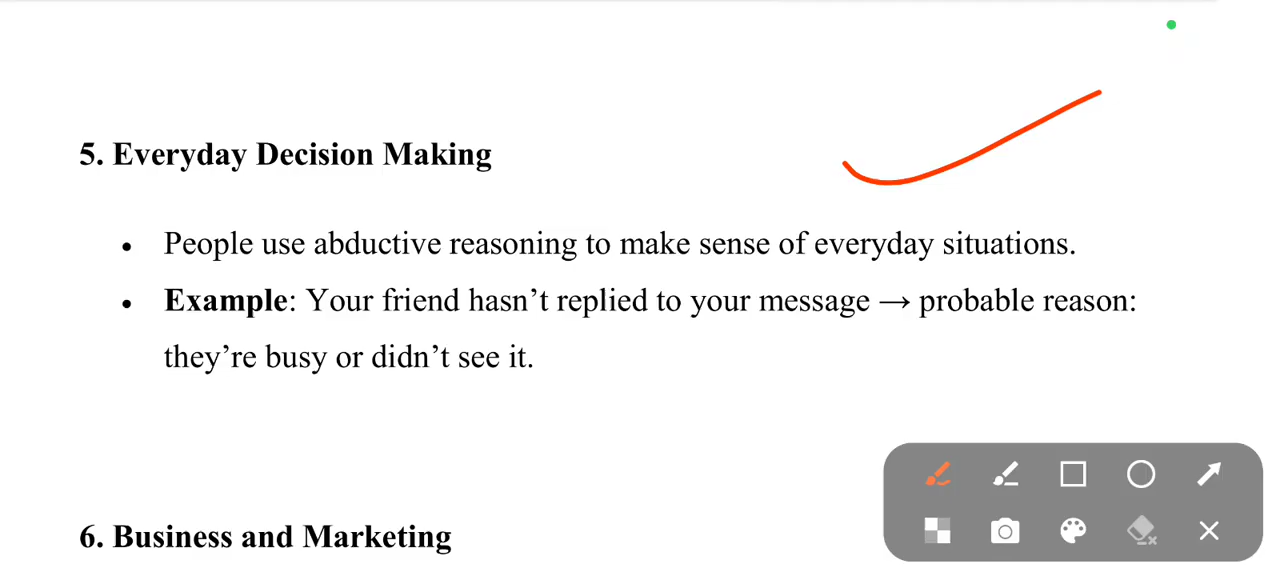 5. Everyday Decision Making
• People use abductive reasoning to make sense of everyday situations.
• Example: Your friend hasn’t replied to your message → probable reason:
they’re busy or didn’t see it.
6. Business and Marketing